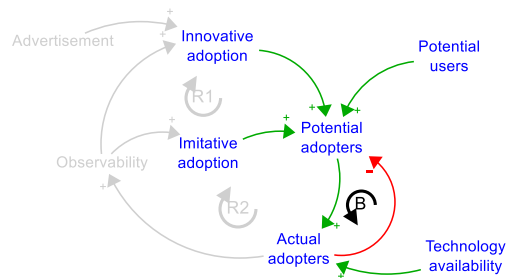 Advertisement
Innovative
adoption
Potential
users
R1
Potential
adopters
Observability
Imitative
adoption
R2
B
Actual
adopters
Technology
availability
+
+
+
+
+
+
+
+
-
+
+